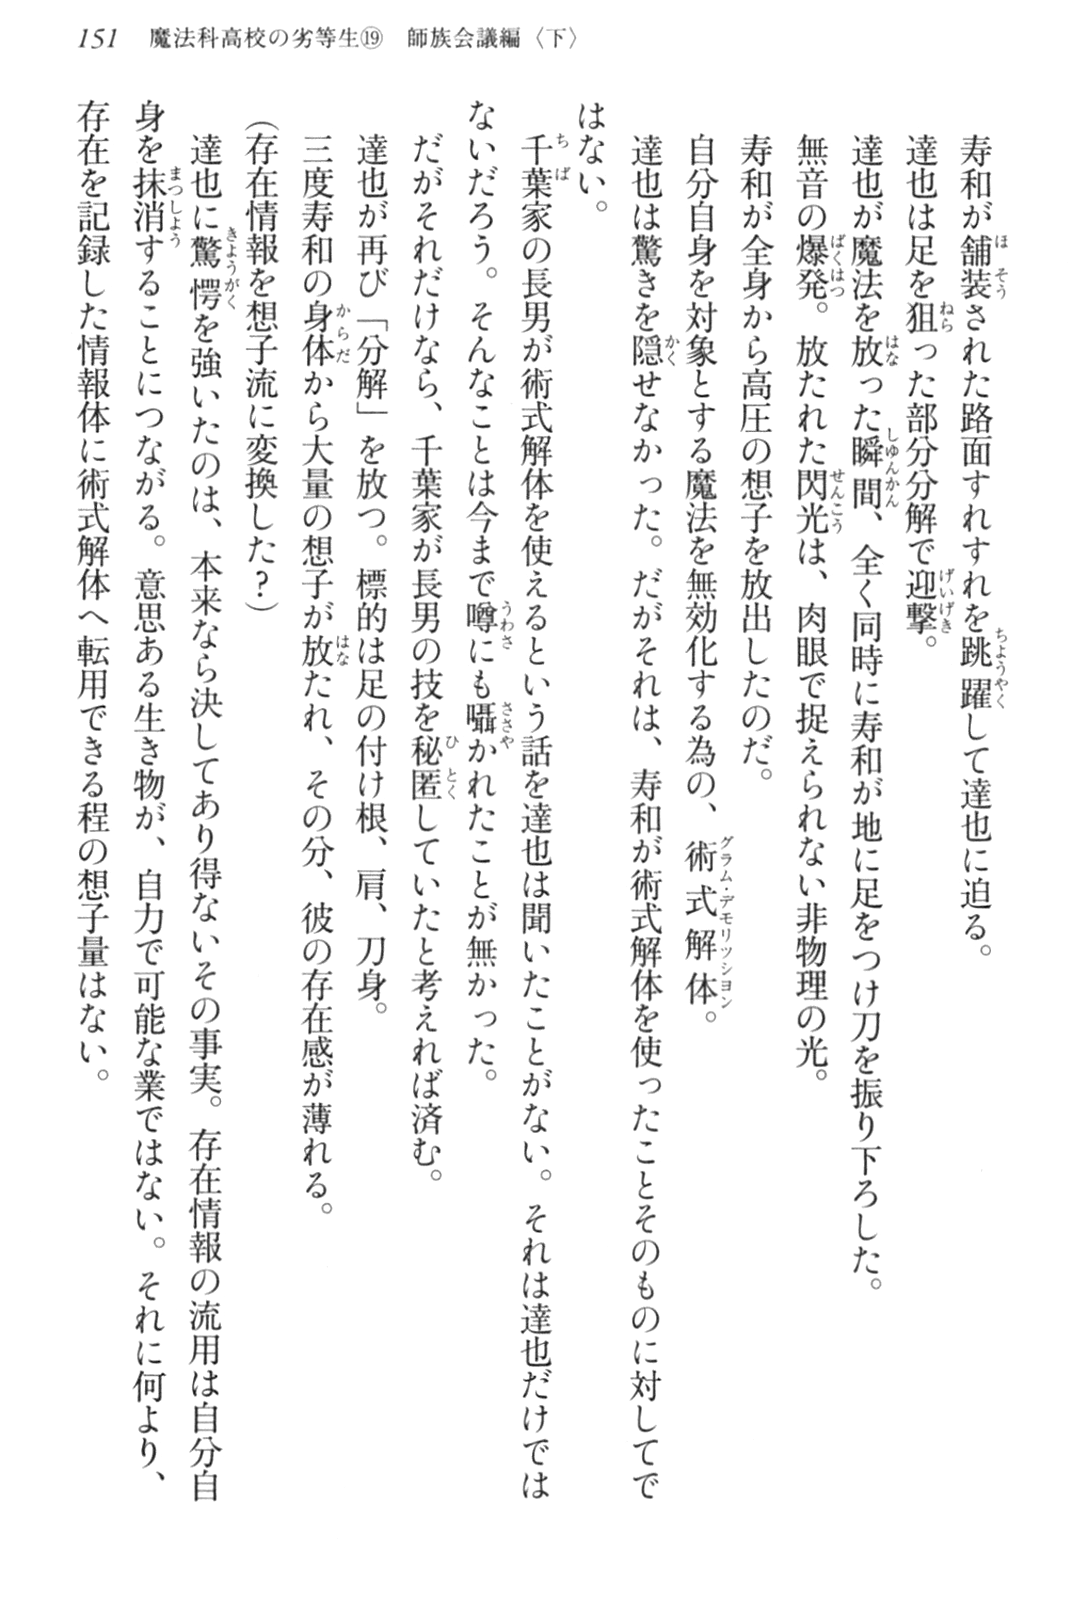 151　魔法科高校の劣等生⑲　師族会議編〈下〉
寿和が舗装された路面すれすれを跳躍して達也に迫る。
達也は足を狙った部分分解で迎撃。
達也が魔法を放った瞬間、全く同時に寿和が地に足をつけ刀を振り下ろした。
無音の爆発。放たれた閃光は、肉眼で捉えられない非物理の光。
寿和が全身から高圧の想子を放出したのだ。
自分自身を対象とする魔法を無効化する為の、術式解体。
達也は驚きを隠せなかった。だがそれは、寿和が術式解体を使ったことそのものに対してで
はない。
千葉家の長男が術式解体を使えるという話を達也は聞いたことがない。それは達也だけでは
ないだろう。そんなことは今まで噂にも囁かれたことが無かった。
だがそれだけなら、千葉家が長男の技を秘匿していたと考えれば済む。
達也が再び「分解」を放つ。標的は足の付け根、肩、刀身。
三度寿和の身体から大量の想子が放たれ、その分、彼の存在感が薄れる。
（存在情報を想子流に変換した？）
達也に驚愕を強いたのは、本来なら決してあり得ないその事実。存在情報の流用は自分自
身を抹消することにつながる。意思ある生き物が、自力で可能な業ではない。それに何より、
存在を記録した情報体に術式解体へ転用できる程の想子量はない。